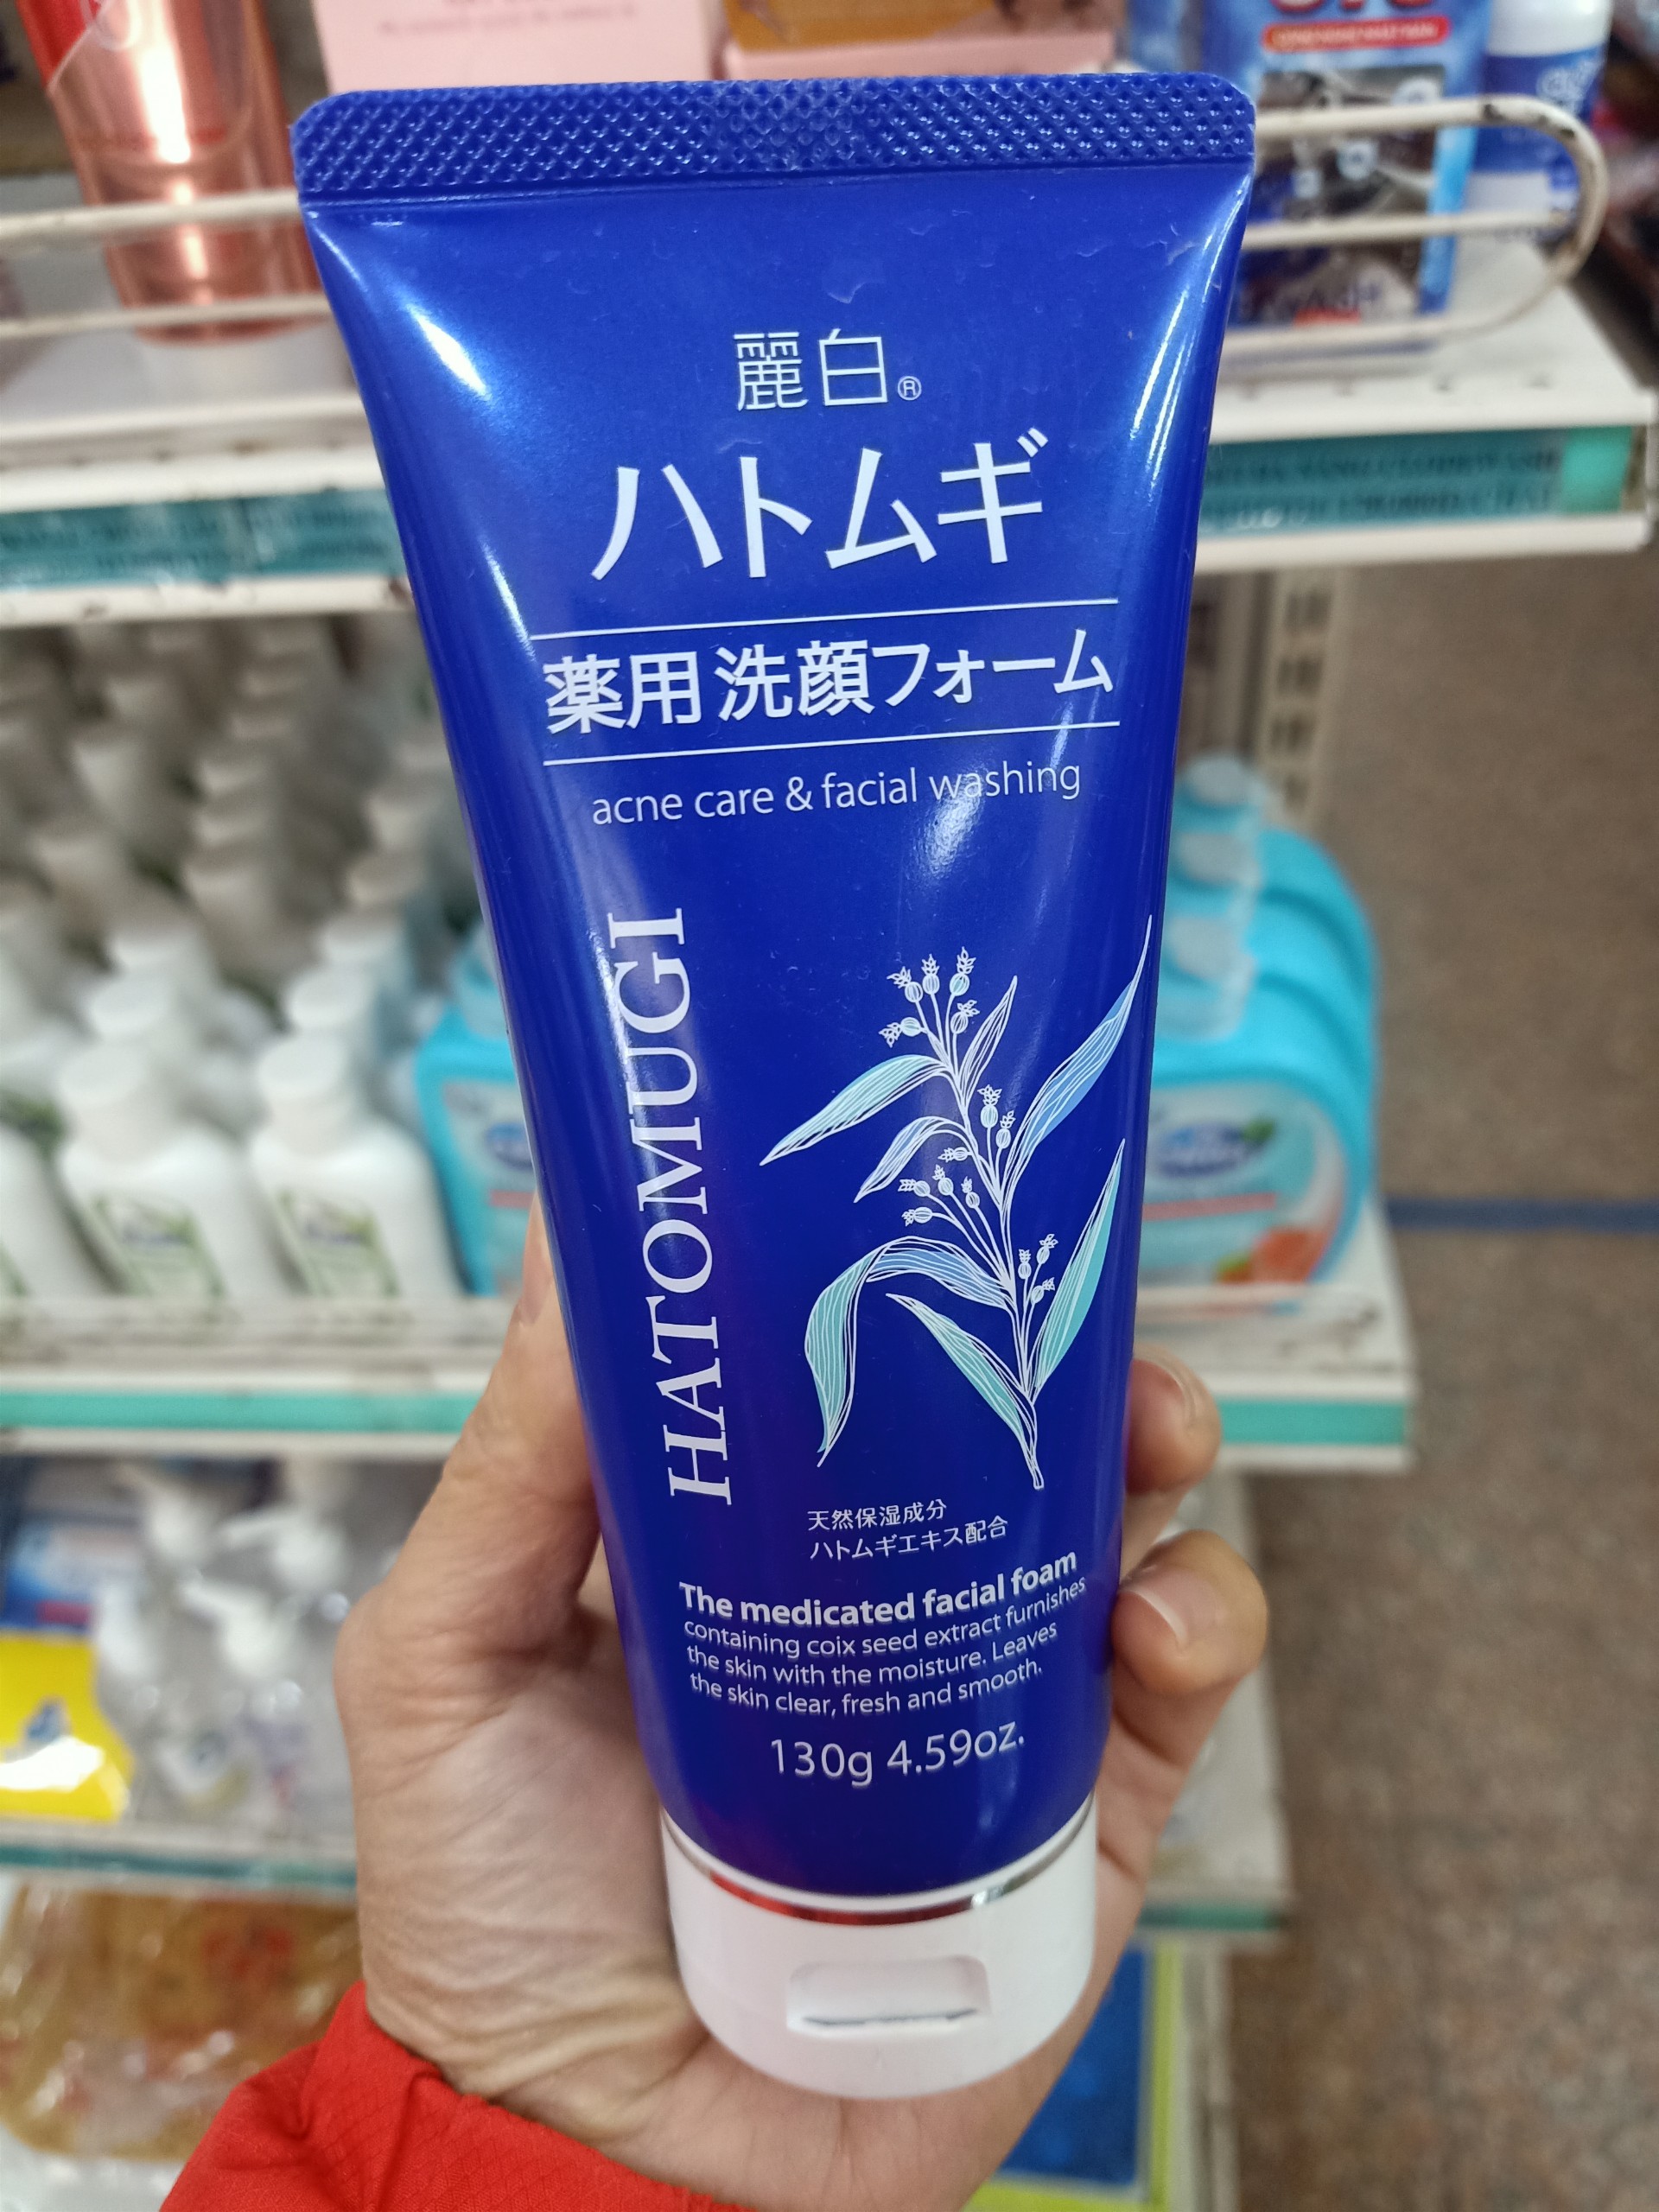 麗白®
ハトムギ
薬用洗顔フォーム
acne care & facial washing
HATOMUGI
天然保湿成分
ハトムギエキス配合
The medicated facial foam
containing coix seed extract furnishes
the skin with the moisture. Leaves
the skin clear, fresh and smooth.
130g 4.59oz.